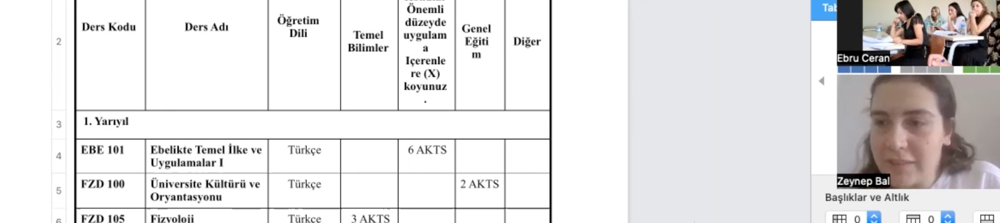 Önemli
düzeyde
uygulam
a
İçerenle
re (X)
koyunuz
.
Ders Kodu
Ders Adı
Öğretim
Dili
Temel
Bilimler
Genel
Eğiti
m
Diğer
2
3
1. Yarıyıl
4
EBE 101
Ebelikte Temel İlke ve
Uygulamalar I
Türkçe
6 AKTS
5
FZD 100
Üniversite Kültürü ve
Oryantasyonu
Türkçe
2 AKTS
6
FZD 105
Fizyoloji
Türkçe
3 AKTS
Tab
Ebru Ceran
Zeynep Bal
Başlıklar ve Altlık
0
0